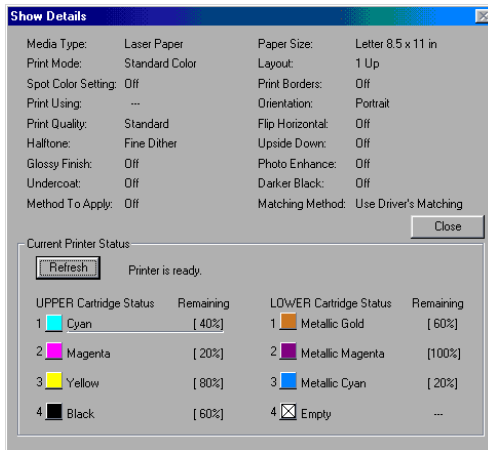 Show Details
Media Type: Laser Paper Paper Size: Letter 8.5 x 11 in
Print Mode: Standard Color Layout: 1 Up
Spot Color Setting: Off Print Borders: Off
Print Using: --- Orientation: Portrait
Print Quality: Standard Flip Horizontal: Off
Halftone: Fine Dither Upside Down: Off
Glossy Finish: Off Photo Enhance: Off
Undercoat: Off Darker Black: Off
Method To Apply: Off Matching Method: Use Driver's Matching
Close
Current Printer Status
Refresh Printer is ready.
UPPER Cartridge Status Remaining LOWER Cartridge Status Remaining
1 Cyan [ 40%] 1 Metallic Gold [ 60%]
2 Magenta [ 20%] 2 Metallic Magenta [100%]
3 Yellow [ 80%] 3 Metallic Cyan [ 20%]
4 Black [ 60%] 4 Empty ---